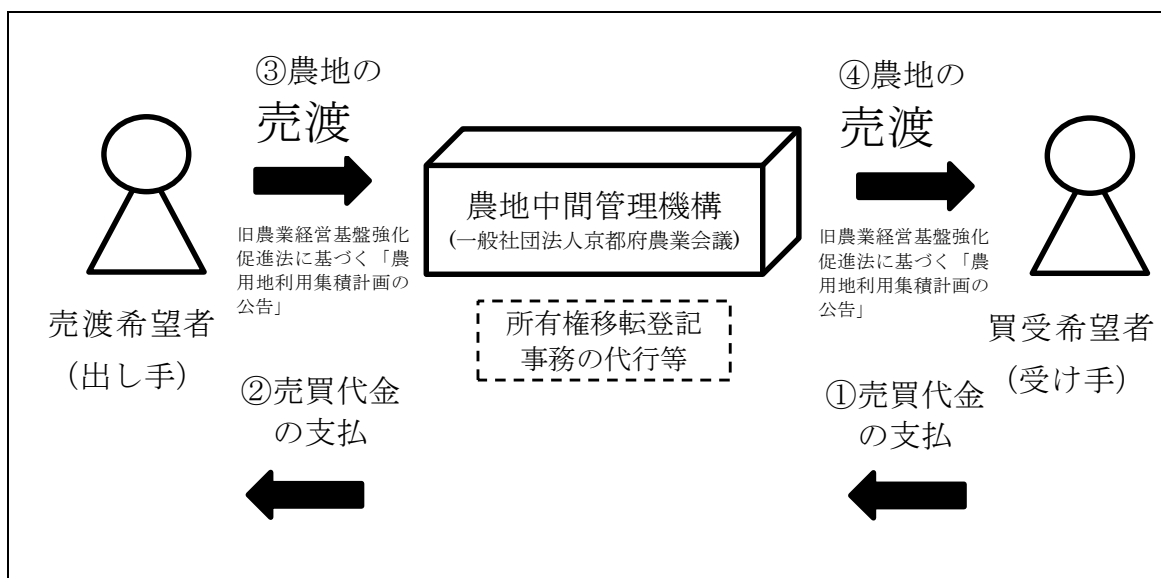 ③農地の
売渡
旧農業経営基盤強化
促進法に基づく「農
用地利用集積計画の
公告」
売渡希望者
（出し手）
②売買代金
の支払
農地中間管理機構
(一般社団法人京都府農業会議)
所有権移転登記
事務の代行等
④農地の
売渡
旧農業経営基盤強化
促進法に基づく「農
用地利用集積計画の
公告」
買受希望者
（受け手）
①売買代金
の支払